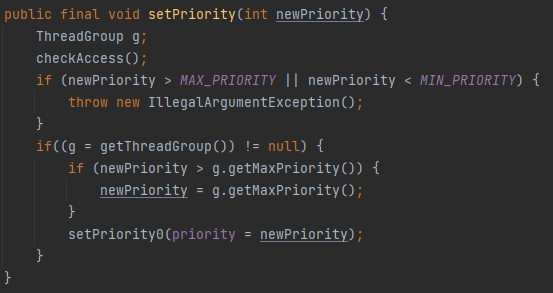 public final void setPriority(int newPriority) {
    ThreadGroup g;
    checkAccess();
    if (newPriority > MAX_PRIORITY || newPriority < MIN_PRIORITY) {
        throw new IllegalArgumentException();
    }
    if((g = getThreadGroup()) != null) {
        if (newPriority > g.getMaxPriority()) {
            newPriority = g.getMaxPriority();
        }
        setPriority0(priority = newPriority);
    }
}